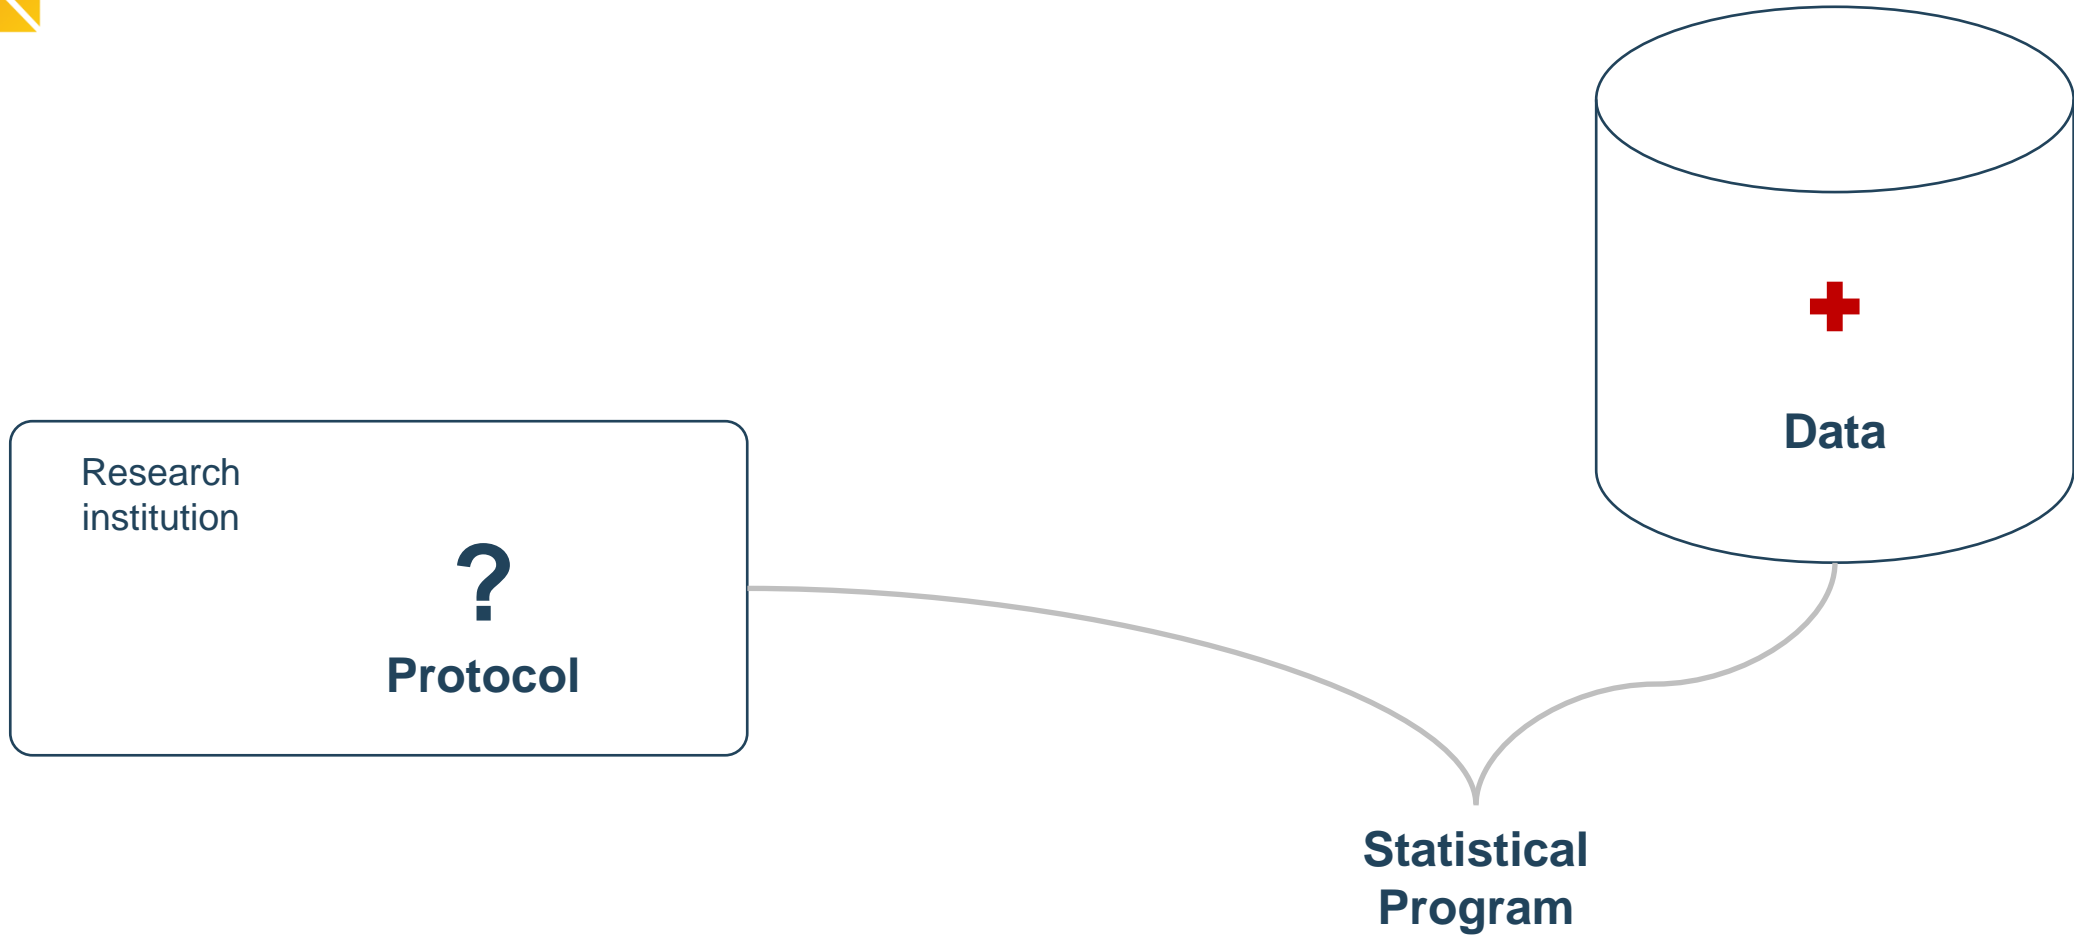 Research
institution
?
Protocol
Data
Statistical
Program